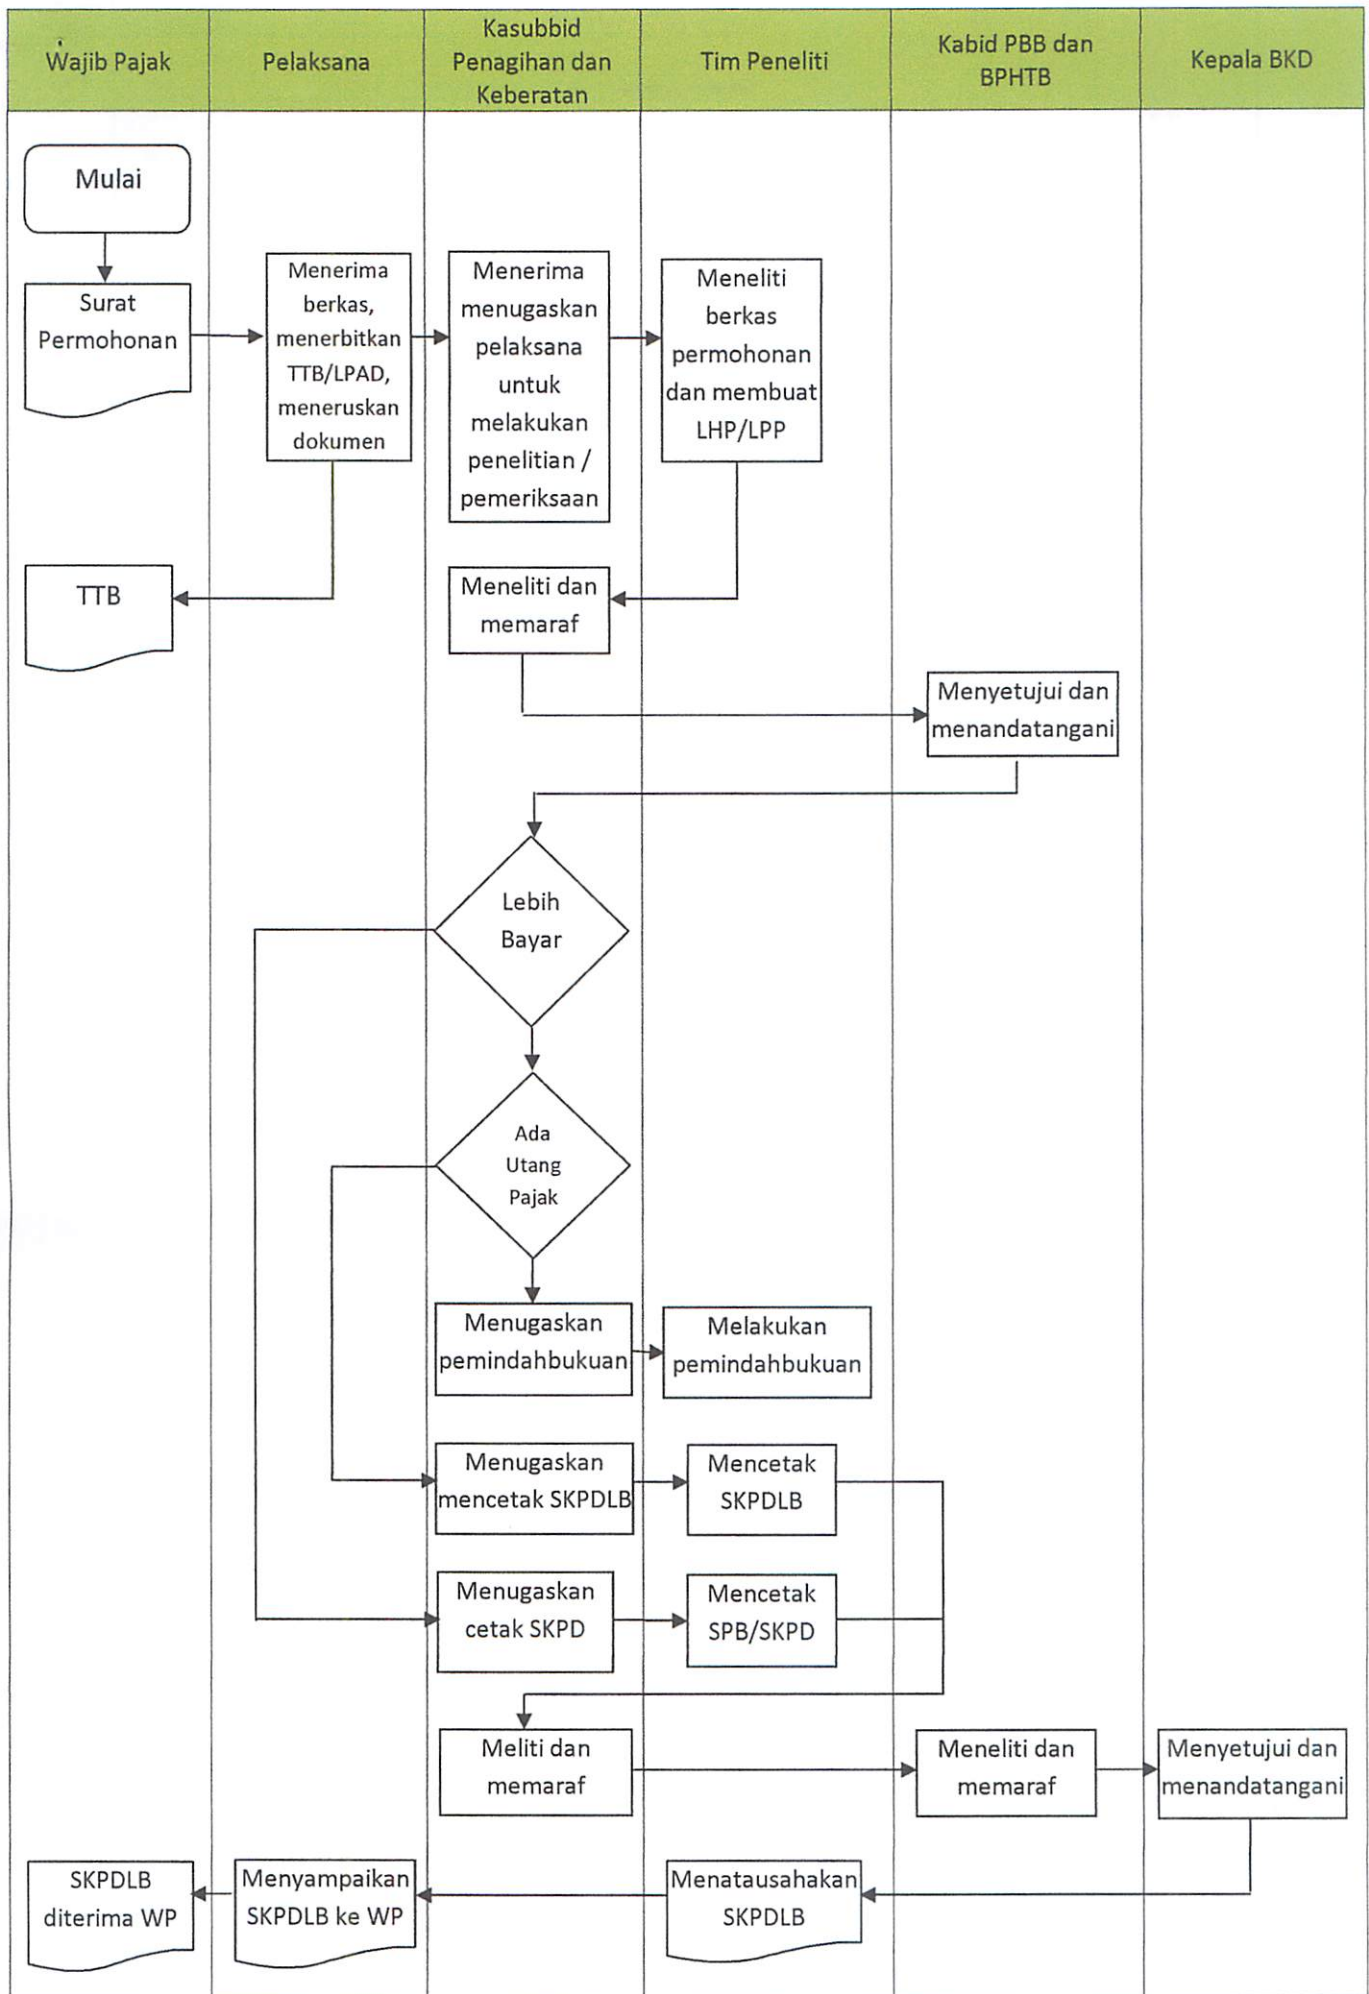 Wajib Pajak
Pelaksana
Kasubbid
Penagihan dan
Keberatan
Tim Peneliti
Kabid PBB dan
BPHTB
Kepala BKD
Mulai
Surat
Permohonan
Menerima
berkas,
menerbitkan
TTB/LPAD,
meneruskan
dokumen
Menerima
menugaskan
pelaksana
untuk
melakukan
penelitian /
pemeriksaan
Meneliti
berkas
permohonan
dan membuat
LHP/LPP
TTB
Meneliti dan
memaraf
Menyetujui dan
menandatangani
Lebih
Bayar
Ada
Utang
Pajak
Menugaskan
pemindahbukuan
Melakukan
pemindahbukuan
Menugaskan
mencetak SKPDLB
Mencetak
SKPDLB
Menugaskan
cetak SKPD
Mencetak
SPB/SKPD
Meliti dan
memaraf
Meneliti dan
memaraf
Menyetujui dan
menandatangani
SKPDLB
diterima WP
Menyampaikan
SKPDLB ke WP
Menatausahakan
SKPDLB